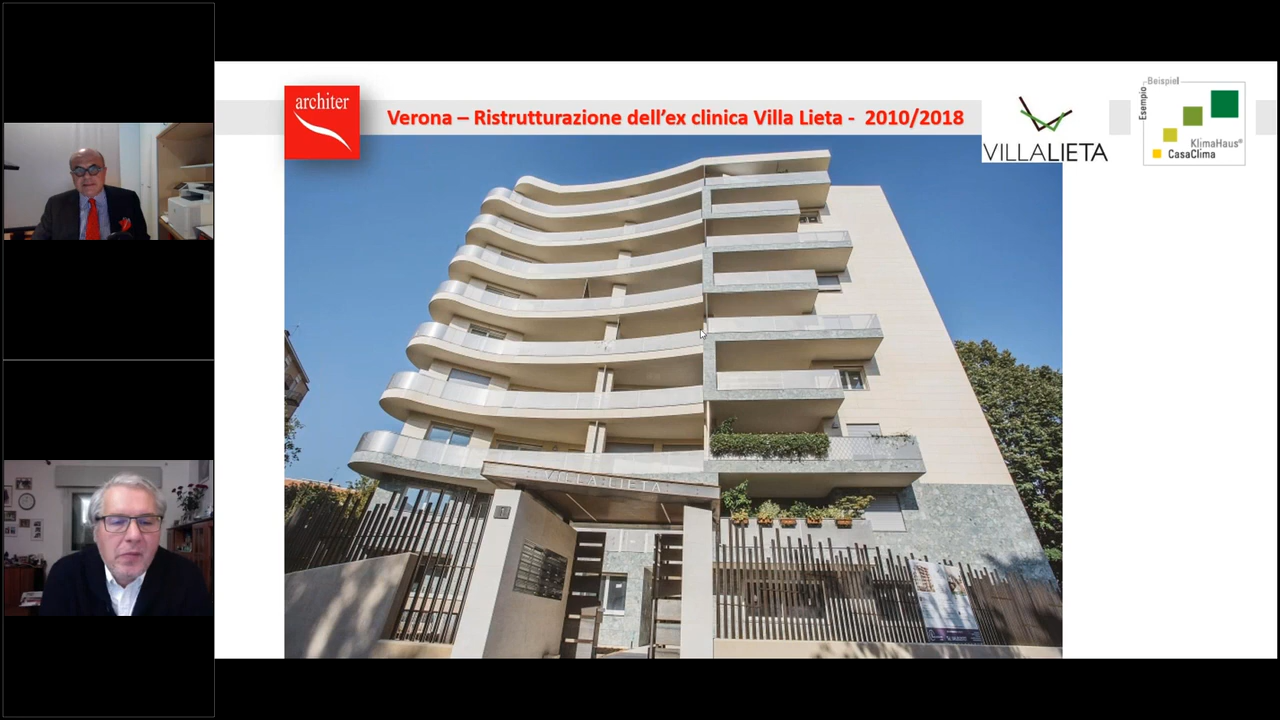 architer
Verona – Ristrutturazione dell'ex clinica Villa Lieta - 2010/2018
VILLALIETA
Beispiel
Esempio
KlimaHaus®
CasaClima
VILLA LIETA